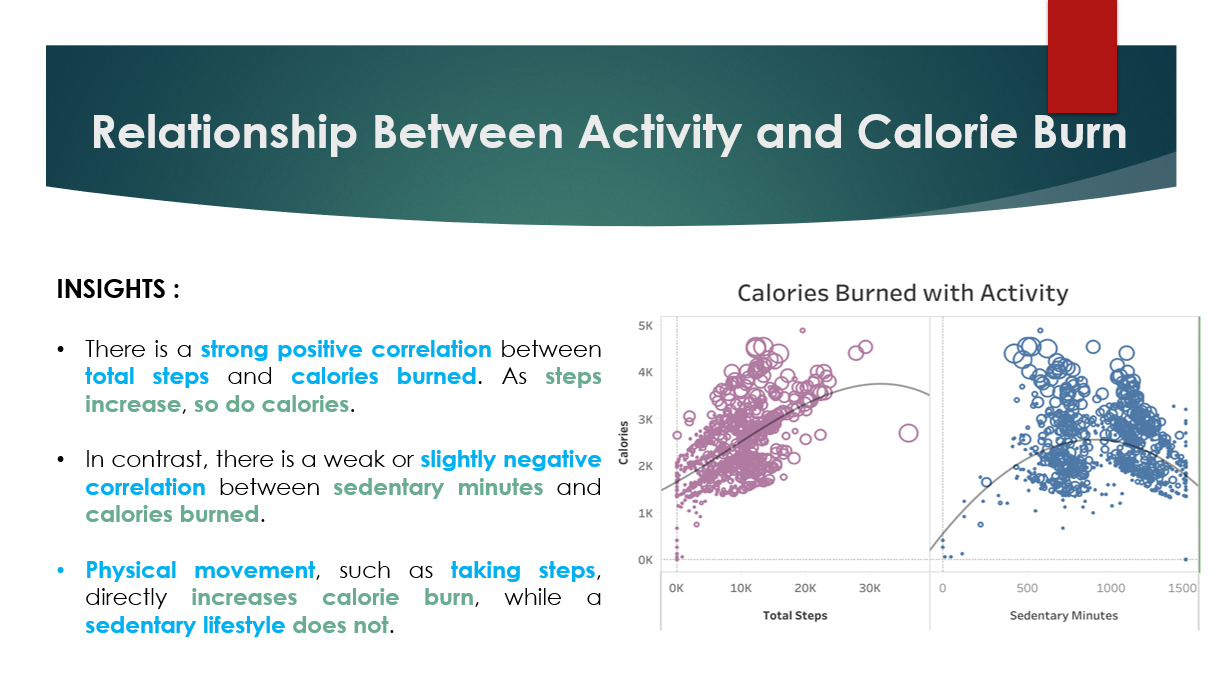 Relationship Between Activity and Calorie Burn
INSIGHTS :
• There is a strong positive correlation between
total steps and calories burned. As steps
increase, so do calories.
• In contrast, there is a weak or slightly negative
correlation between sedentary minutes and
calories burned.
• Physical movement, such as taking steps,
directly increases calorie burn, while a
sedentary lifestyle does not.
Calories Burned with Activity
Calories
5K
4K
3K
2K
1K
0K
0K 10K 20K 30K 0 500 1000 1500
Total Steps Sedentary Minutes